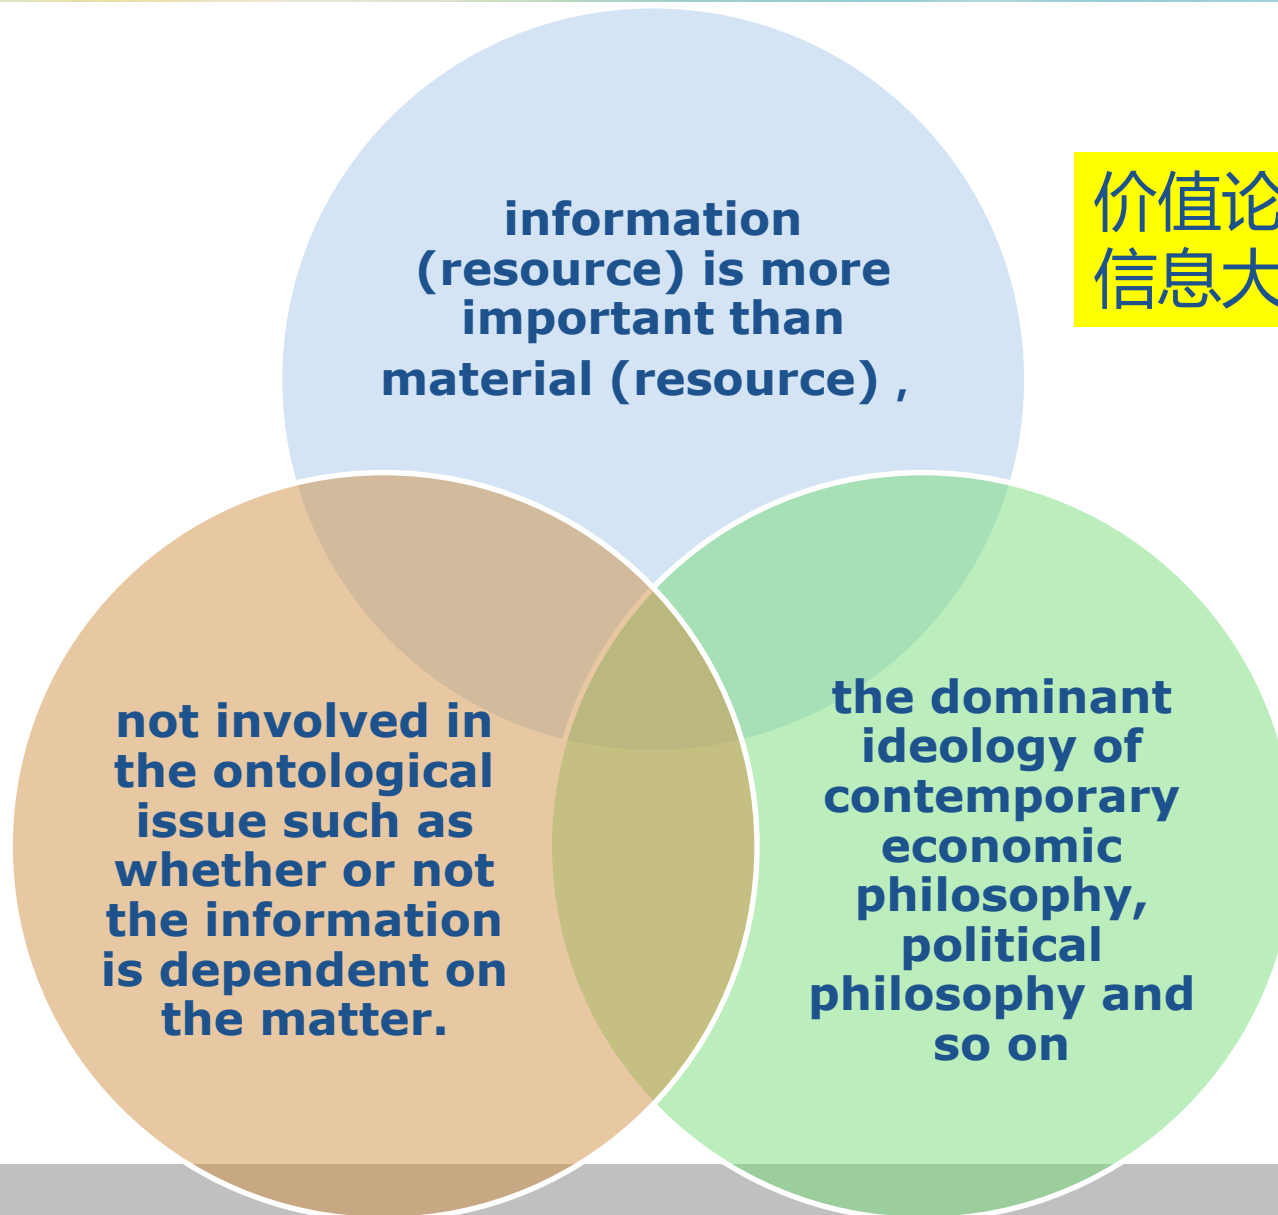 information
(resource) is more
important than
material (resource) ,
价值论
信息大
not involved in
the ontological
issue such as
whether or not
the information
is dependent on
the matter.
the dominant
ideology of
contemporary
economic
philosophy,
political
philosophy and
so on